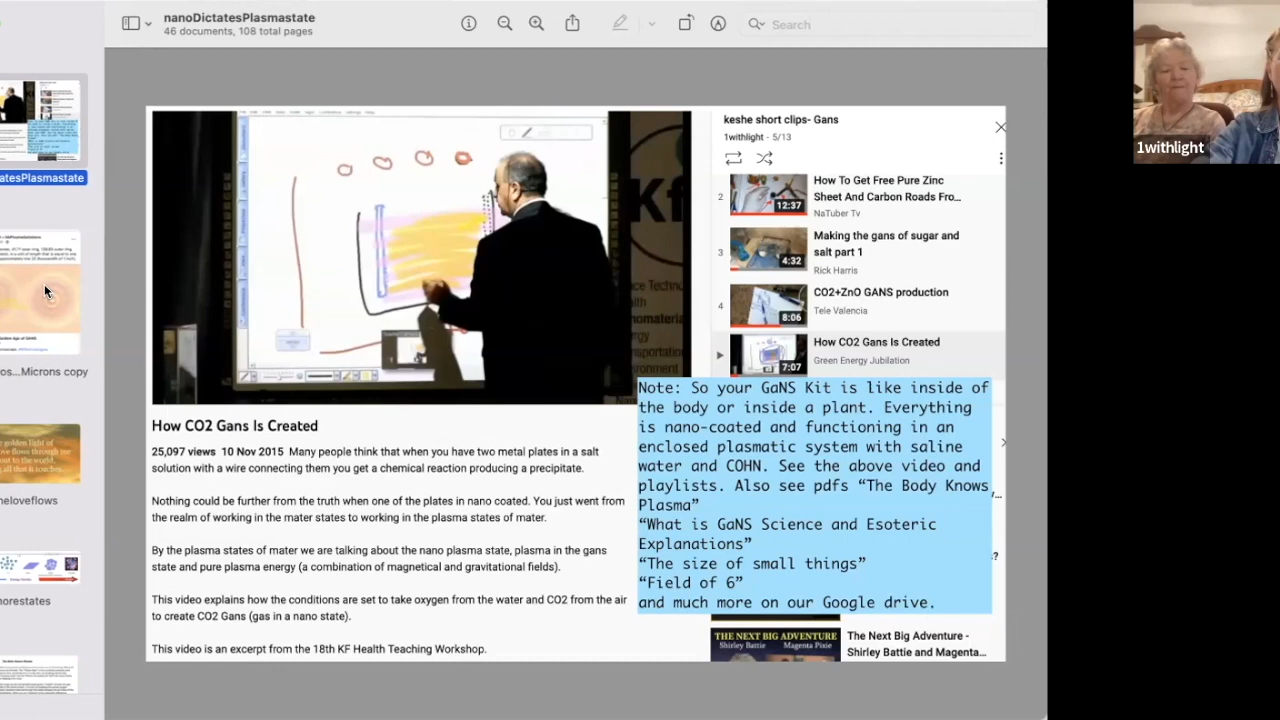 nanoDictatesPlasmastate
46 documents, 108 total pages
Search
1withlight
atesPlasmastate
ros...Microns copy
neloveflows
norestates
keshe short clips- Gans
1withlight - 5/13
2
How To Get Free Pure Zinc
Sheet And Carbon Roads Fro...
NaTuber Tv
12:37
3
Making the gans of sugar and
salt part 1
Rick Harris
4:32
4
CO2+ZnO GANS production
Tele Valencia
8:06
How CO2 Gans Is Created
Green Energy Jubilation
7:07
Note: So your GaNS Kit is like inside of
the body or inside a plant. Everything
is nano-coated and functioning in an
enclosed plasmatic system with saline
water and COHN. See the above video and
playlists. Also see pdfs “The Body Knows
Plasma”
“What is GaNS Science and Esoteric
Explanations”
“The size of small things”
“Field of 6”
and much more on our Google drive.
How CO2 Gans Is Created
25,097 views 10 Nov 2015 Many people think that when you have two metal plates in a salt
solution with a wire connecting them you get a chemical reaction producing a precipitate.
Nothing could be further from the truth when one of the plates in nano coated. You just went from
the realm of working in the mater states to working in the plasma states of mater.
By the plasma states of mater we are talking about the nano plasma state, plasma in the gans
state and pure plasma energy (a combination of magnetical and gravitational fields).
This video explains how the conditions are set to take oxygen from the water and CO2 from the air
to create CO2 Gans (gas in a nano state).
This video is an excerpt from the 18th KF Health Teaching Workshop.
THE NEXT BIG ADVENTURE
Shirley Battie Magenta Pixie
The Next Big Adventure -
Shirley Battie and Magenta...